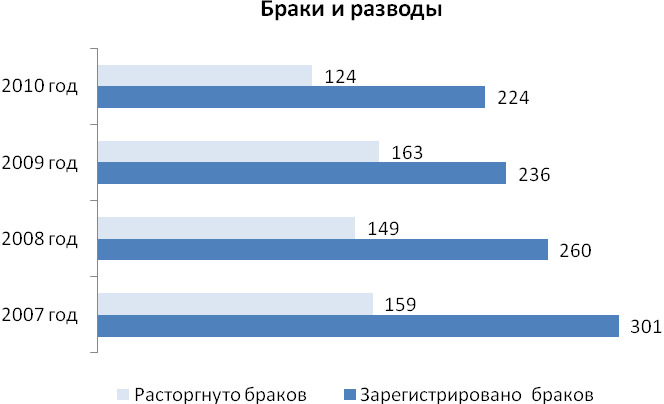 Браки и разводы
2010 год
124
224
2009 год
163
236
2008 год
149
260
2007 год
159
301
Расторгнуто браков
Зарегистрировано браков